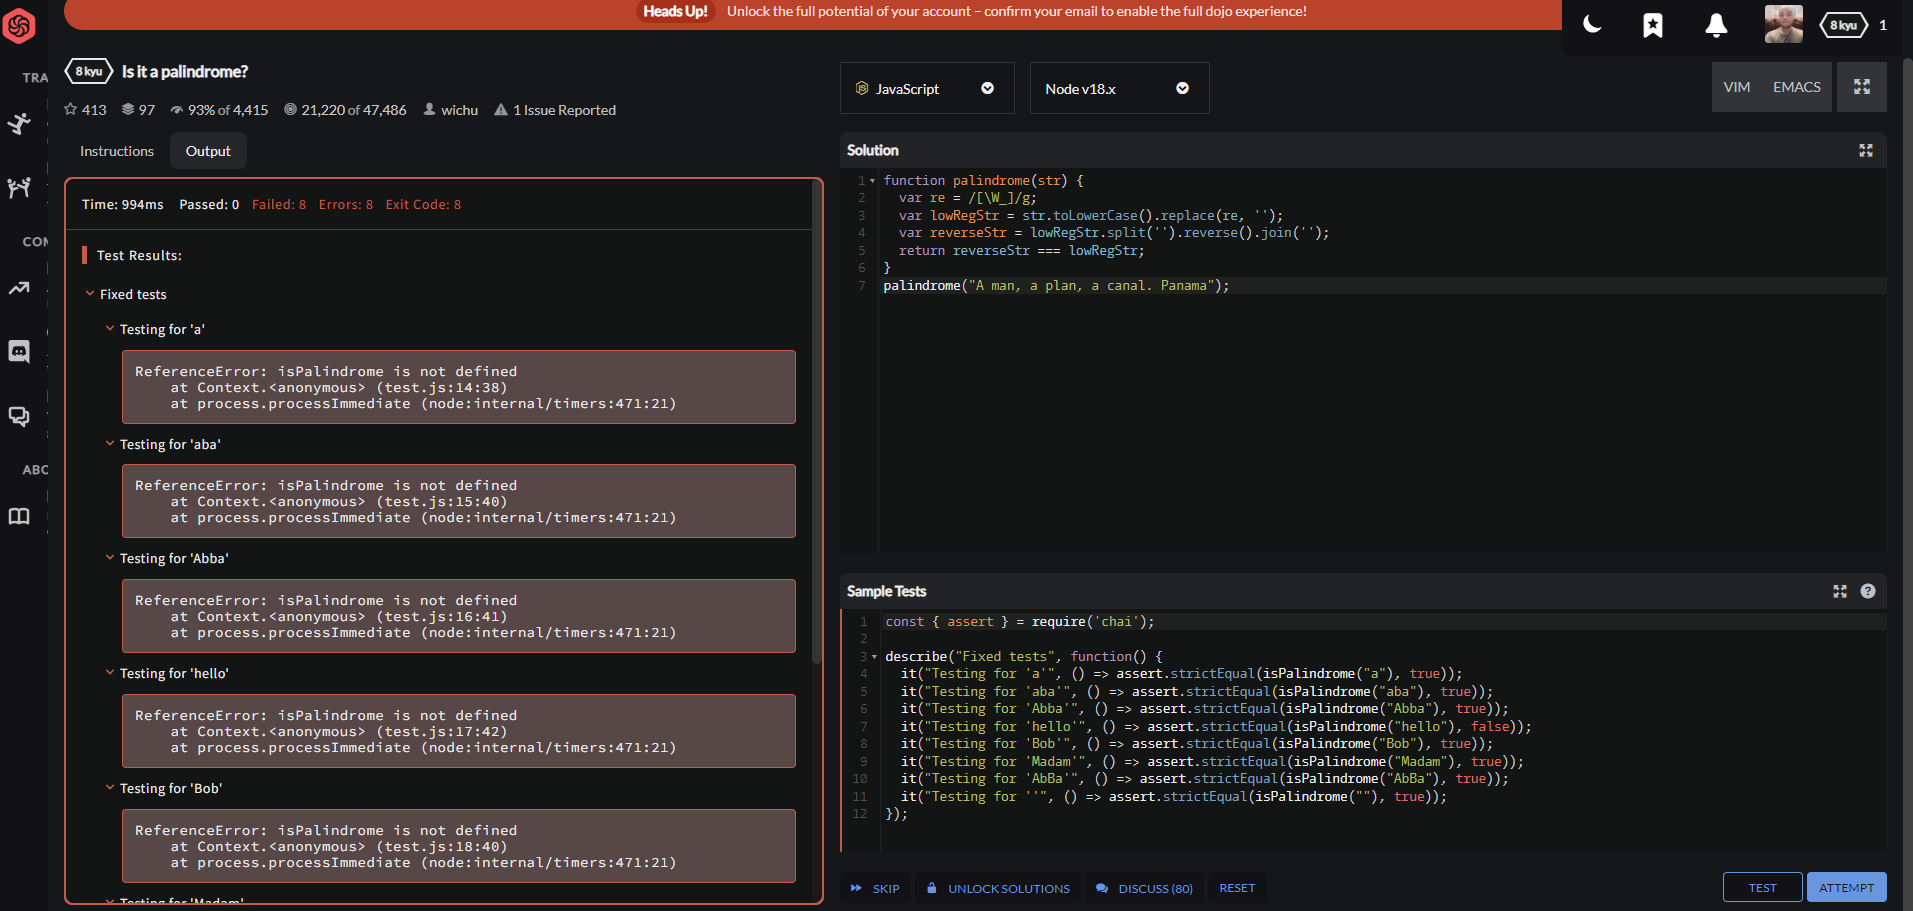 Heads Up! Unlock the full potential of your account – confirm your email to enable the full dojo experience!
8 kyu 1
TRA
COM
ABC
8 kyu Is it a palindrome?
413 97 93% of 4,415 21,220 of 47,486 wichu 1 Issue Reported
Instructions Output
Time: 994ms Passed: 0 Failed: 8 Errors: 8 Exit Code: 8
Test Results:
Fixed tests
Testing for 'a'
ReferenceError: isPalindrome is not defined
at Context.<anonymous> (test.js:14:38)
at process.processImmediate (node:internal/timers:471:21)
Testing for 'aba'
ReferenceError: isPalindrome is not defined
at Context.<anonymous> (test.js:15:40)
at process.processImmediate (node:internal/timers:471:21)
Testing for 'Abba'
ReferenceError: isPalindrome is not defined
at Context.<anonymous> (test.js:16:41)
at process.processImmediate (node:internal/timers:471:21)
Testing for 'hello'
ReferenceError: isPalindrome is not defined
at Context.<anonymous> (test.js:17:42)
at process.processImmediate (node:internal/timers:471:21)
Testing for 'Bob'
ReferenceError: isPalindrome is not defined
at Context.<anonymous> (test.js:18:40)
at process.processImmediate (node:internal/timers:471:21)
Testing for 'Madam'
JavaScript Node v18.x VIM EMACS
Solution
1 function palindrome(str) {
2 var re = /[\W_]/g;
3 var lowRegStr = str.toLowerCase().replace(re, '');
4 var reverseStr = lowRegStr.split('').reverse().join('');
5 return reverseStr === lowRegStr;
6 }
7 palindrome("A man, a plan, a canal. Panama");
Sample Tests
1 const { assert } = require('chai');
2
3 describe("Fixed tests", function() {
4 it("Testing for 'a'", () => assert.strictEqual(isPalindrome("a"), true));
5 it("Testing for 'aba'", () => assert.strictEqual(isPalindrome("aba"), true));
6 it("Testing for 'Abba'", () => assert.strictEqual(isPalindrome("Abba"), true));
7 it("Testing for 'hello'", () => assert.strictEqual(isPalindrome("hello"), false));
8 it("Testing for 'Bob'", () => assert.strictEqual(isPalindrome("Bob"), true));
9 it("Testing for 'Madam'", () => assert.strictEqual(isPalindrome("Madam"), true));
10 it("Testing for 'AbBa'", () => assert.strictEqual(isPalindrome("AbBa"), true));
11 it("Testing for ''", () => assert.strictEqual(isPalindrome(""), true));
12 });
SKIP UNLOCK SOLUTIONS DISCUSS (80) RESET TEST ATTEMPT